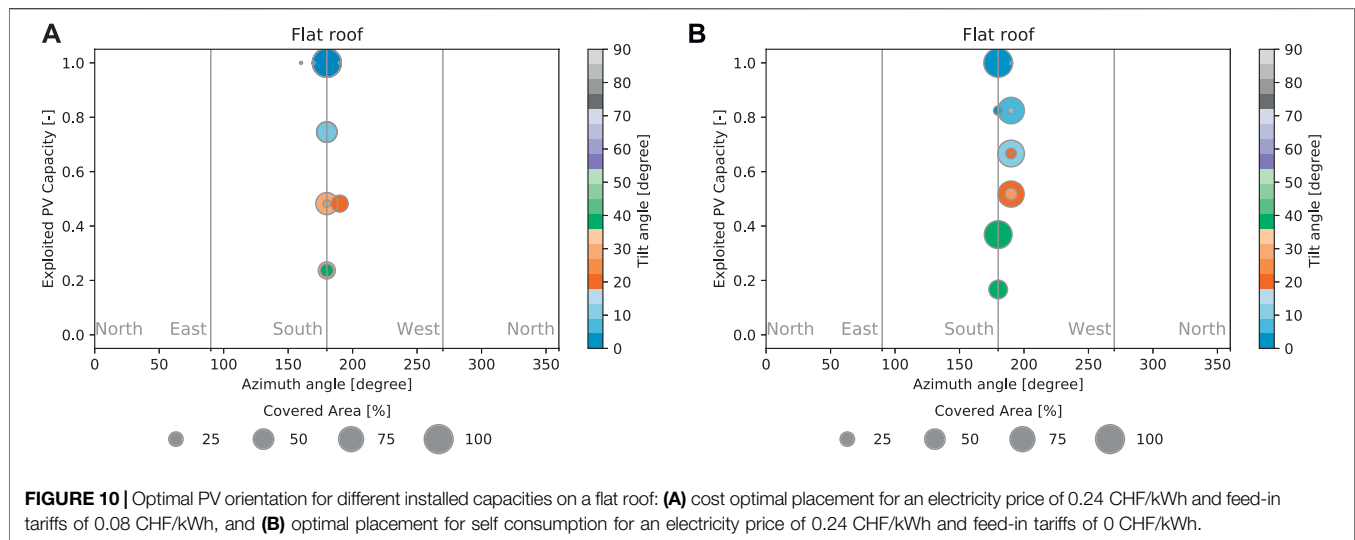 A
Flat roof
Exploited PV Capacity [-]
1.0
0.8
0.6
0.4
0.2
0.0
North East South West North
0 50 100 150 200 250 300 350
Azimuth angle [degree]
90
80
70
60
50
40
30
20
10
0
Tilt angle [degree]
Covered Area [%]
25 50 75 100
B
Flat roof
Exploited PV Capacity [-]
1.0
0.8
0.6
0.4
0.2
0.0
North East South West North
0 50 100 150 200 250 300 350
Azimuth angle [degree]
90
80
70
60
50
40
30
20
10
0
Tilt angle [degree]
Covered Area [%]
25 50 75 100
FIGURE 10 | Optimal PV orientation for different installed capacities on a flat roof: (A) cost optimal placement for an electricity price of 0.24 CHF/kWh and feed-in
tariffs of 0.08 CHF/kWh, and (B) optimal placement for self consumption for an electricity price of 0.24 CHF/kWh and feed-in tariffs of 0 CHF/kWh.